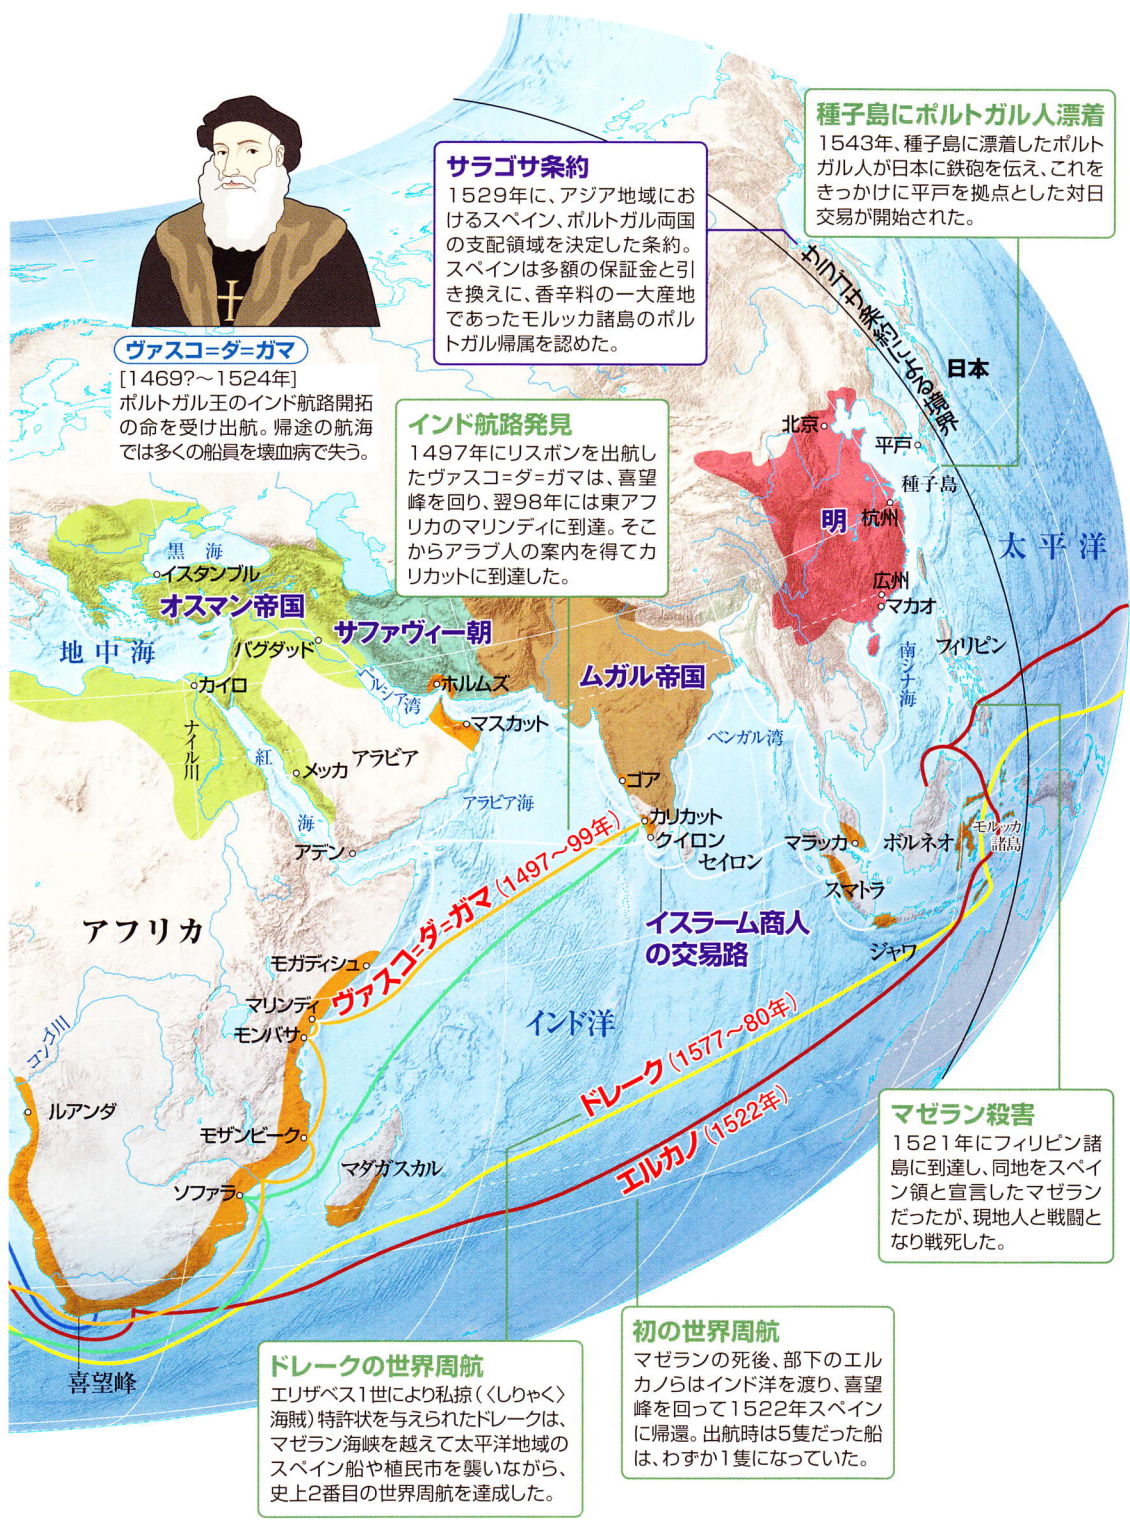 種子島にポルトガル人漂着
1543年、種子島に漂着したポルト
ガル人が日本に鉄砲を伝え、これを
きっかけに平戸を拠点とした対日
交易が開始された。
サラゴサ条約
1529年に、アジア地域にお
けるスペイン、ポルトガル両国
の支配領域を決定した条約。
スペインは多額の保証金と引
き換えに、香辛料の一大産地
であったモルッカ諸島のポル
トガル帰属を認めた。
サラゴサ条約による境界
ヴァスコ=ダ=ガマ
[1469?〜1524年]
ポルトガル王のインド航路開拓
の命を受け出航。帰途の航海
では多くの船員を壊血病で失う。
インド航路発見
1497年にリスボンを出航し
たヴァスコ=ダ=ガマは、喜望
峰を回り、翌98年には東アフ
リカのマリンディに到達。そこ
からアラブ人の案内を得てカ
リカットに到達した。
日本
北京
平戸
種子島
明
杭州
太平洋
広州
マカオ
黒海
イスタンブル
オスマン帝国
サファヴィー朝
地中海
バグダッド
ムガル帝国
フィリピン
南シナ海
カイロ
ペルシア湾
ホルムズ
マスカット
ナイル川
紅海
メッカ
アラビア
ベンガル湾
ゴア
アラビア海
カリカット
クイロン
セイロン
マラッカ
ボルネオ
モルッカ
諸島
アデン
スマトラ
ヴァスコ=ダ=ガマ(1497〜99年)
イスラーム商人
の交易路
アフリカ
ジャワ
モガディシュ
マリンディ
モンバサ
インド洋
コンゴ川
ドレーク(1577〜80年)
エルカノ(1522年)
ルアンダ
モザンビーク
マダガスカル
ソファラ
喜望峰
マゼラン殺害
1521年にフィリピン諸
島に到達し、同地をスペイ
ン領と宣言したマゼラン
だったが、現地人と戦闘と
なり戦死した。
初の世界周航
マゼランの死後、部下のエル
カノらはインド洋を渡り、喜望
峰を回って1522年スペイン
に帰還。出航時は5隻だった船
は、わずか1隻になっていた。
ドレークの世界周航
エリザベス1世により私掠(〈しりゃく〉
海賊)特許状を与えられたドレークは、
マゼラン海峡を越えて太平洋地域の
スペイン船や植民市を襲いながら、
史上2番目の世界周航を達成した。